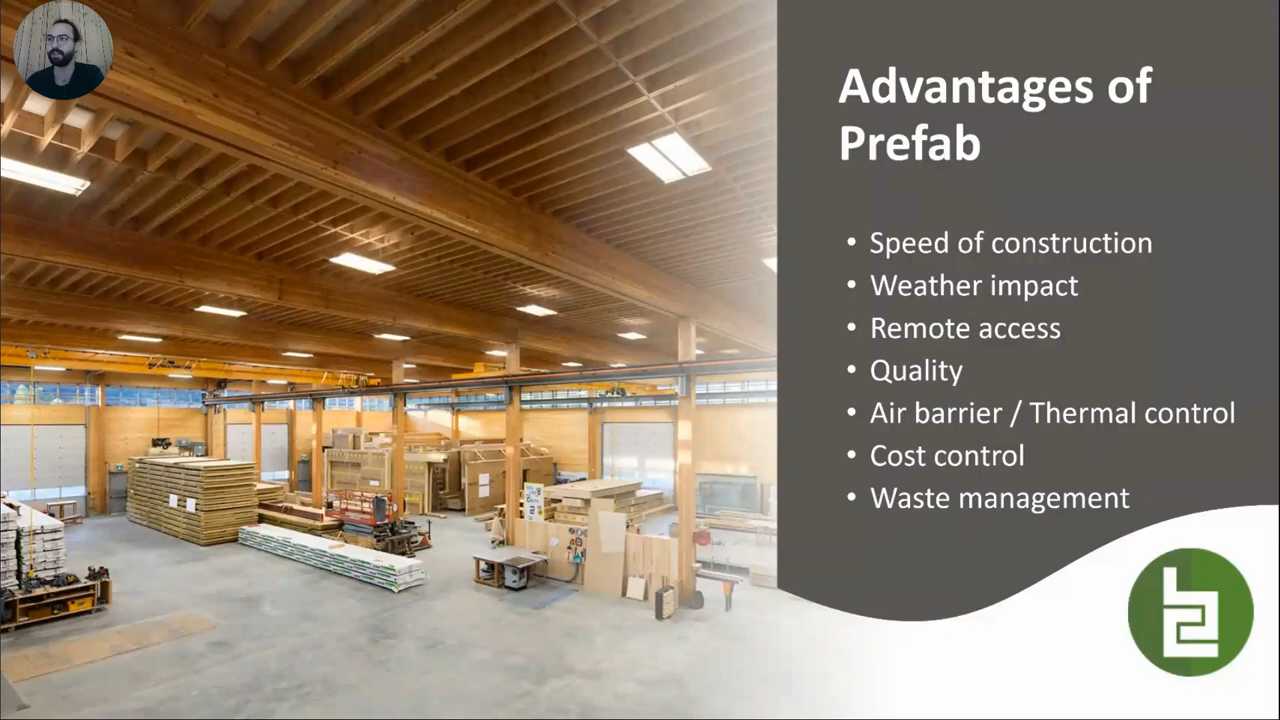 Advantages of
Prefab
• Speed of construction
• Weather impact
• Remote access
• Quality
• Air barrier / Thermal control
• Cost control
• Waste management